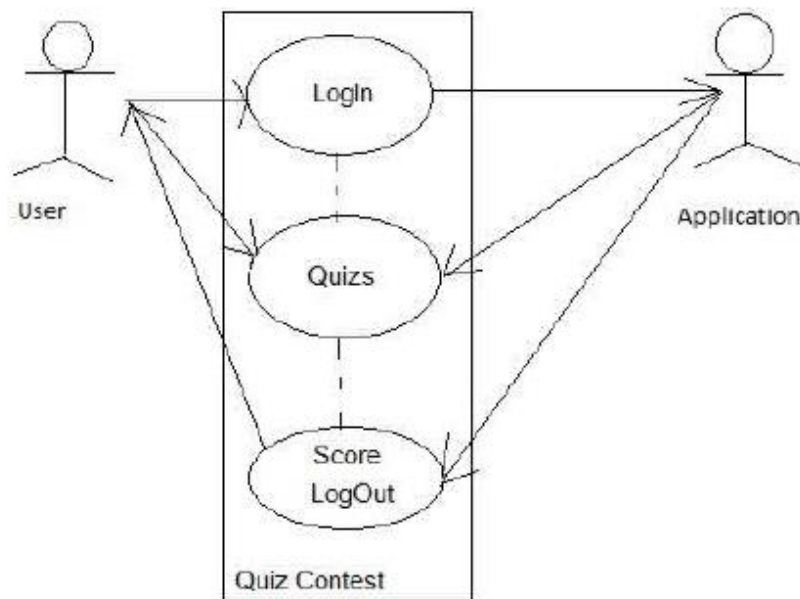 LogIn
User
Application
Quizs
Score
LogOut
Quiz Contest